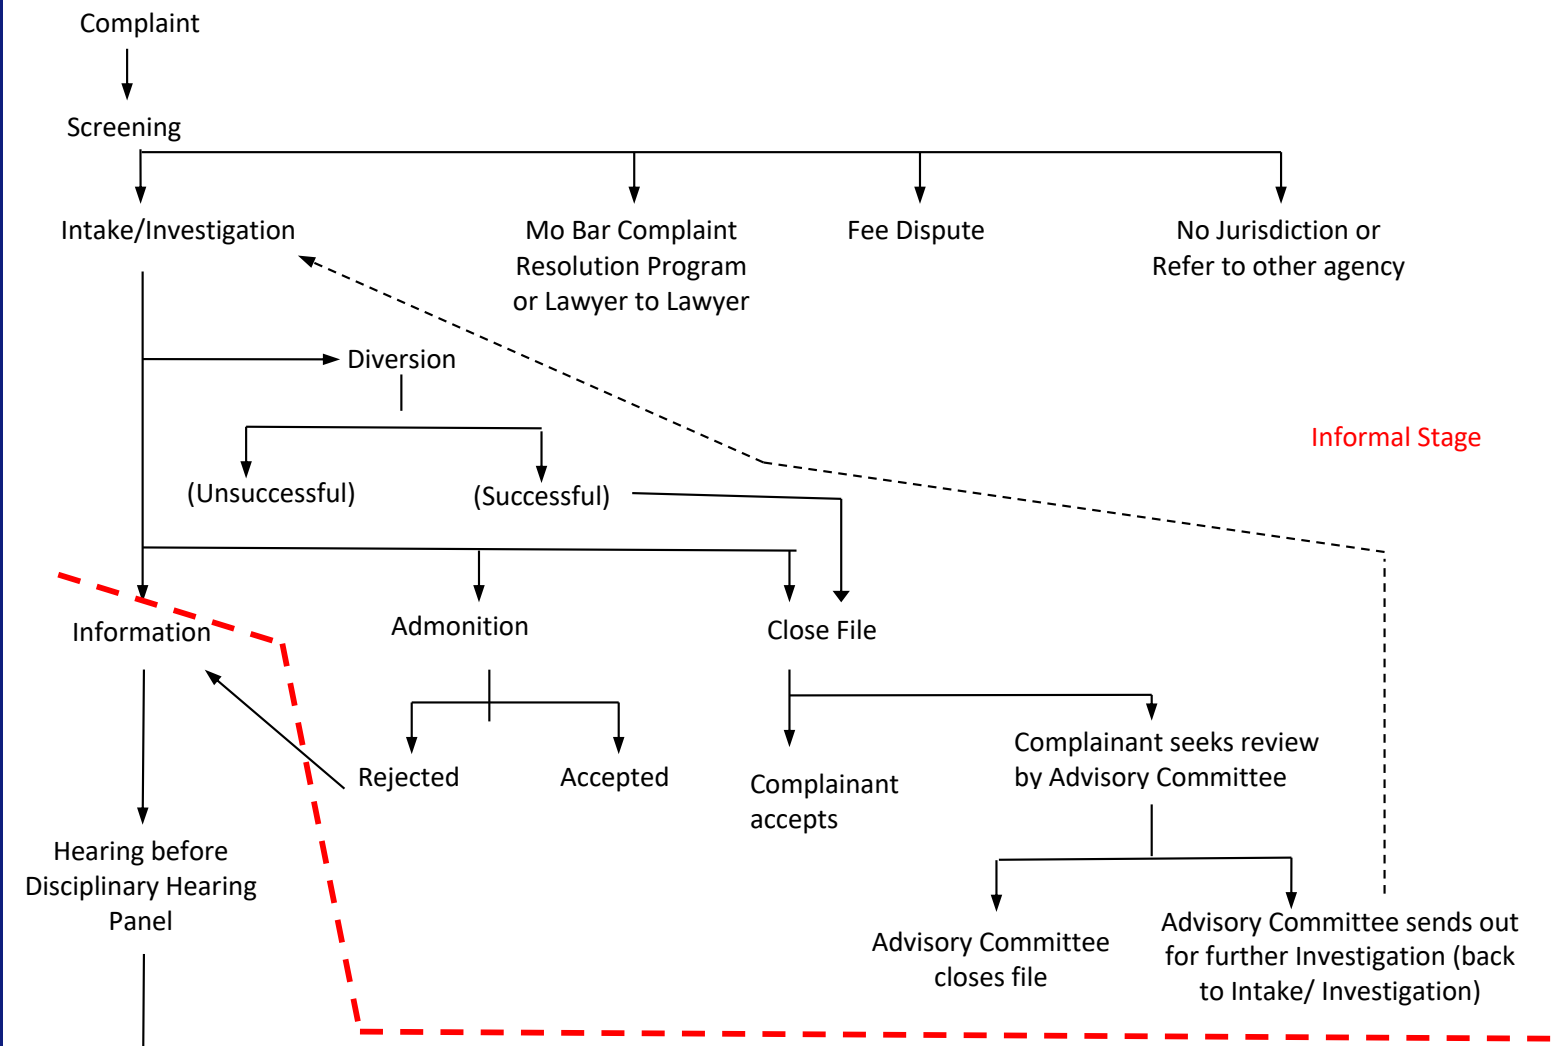 Complaint
Screening
Intake/Investigation
Mo Bar Complaint
Resolution Program
or Lawyer to Lawyer
Fee Dispute
No Jurisdiction or
Refer to other agency
Diversion
Informal Stage
(Unsuccessful)
(Successful)
Information
Admonition
Close File
Rejected
Accepted
Complainant
accepts
Complainant seeks review
by Advisory Committee
Hearing before
Disciplinary Hearing
Panel
Advisory Committee
closes file
Advisory Committee sends out
for further Investigation (back
to Intake/ Investigation)